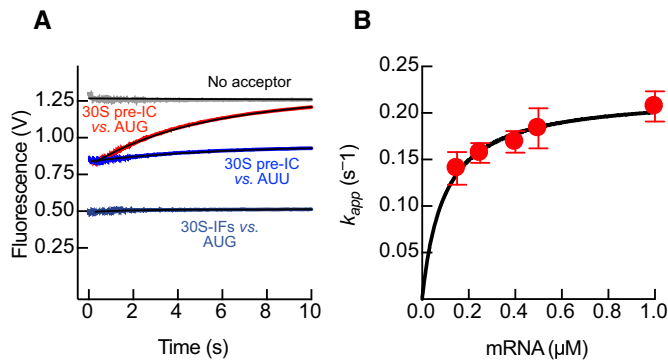 A
No acceptor
1.25
30S pre-IC
vs. AUG
1.00
30S pre-IC
vs. AUU
0.75
0.50
30S-IFs vs.
AUG
0.25
Fluorescence (V)
0 2 4 6 8 10
Time (s)
B
0.25
0.20
0.15
0.10
0.05
0.00
kapp (s−1)
0.0 0.2 0.4 0.6 0.8 1.0
mRNA (µM)